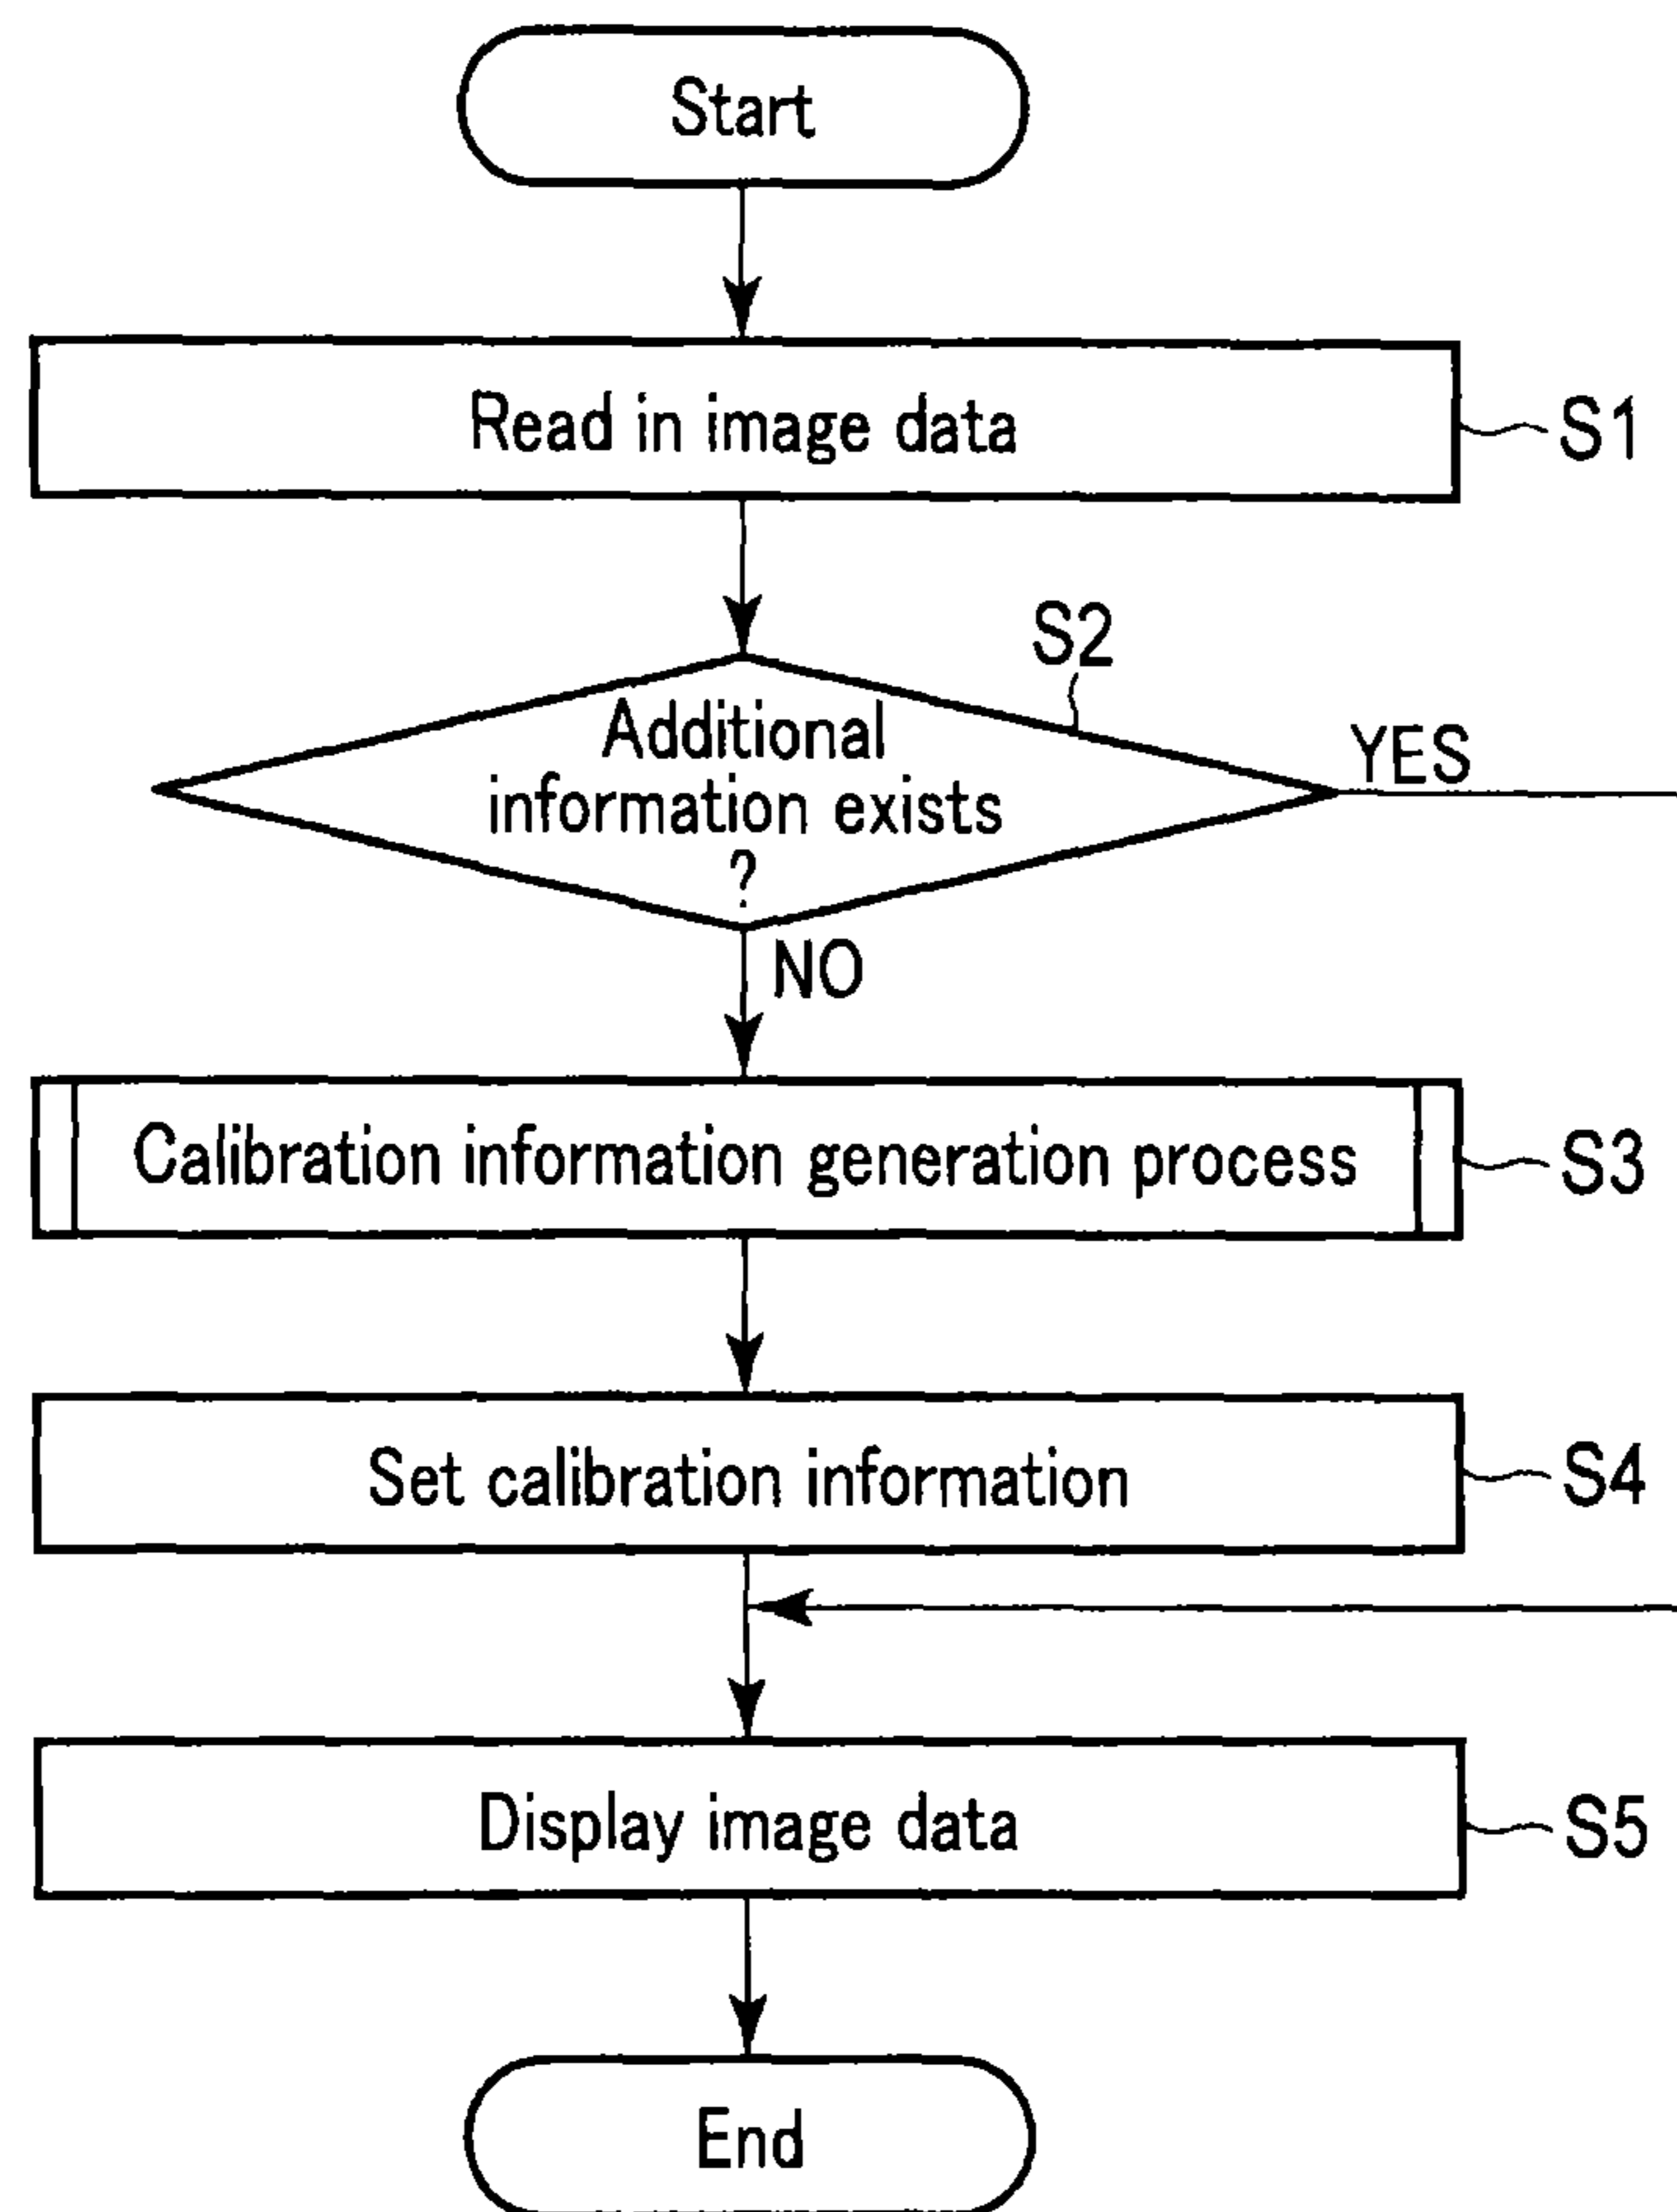 Start
Read in image data
S1
S2
Additional
information exists
?
YES
NO
Calibration information generation process
S3
Set calibration information
S4
Display image data
S5
End